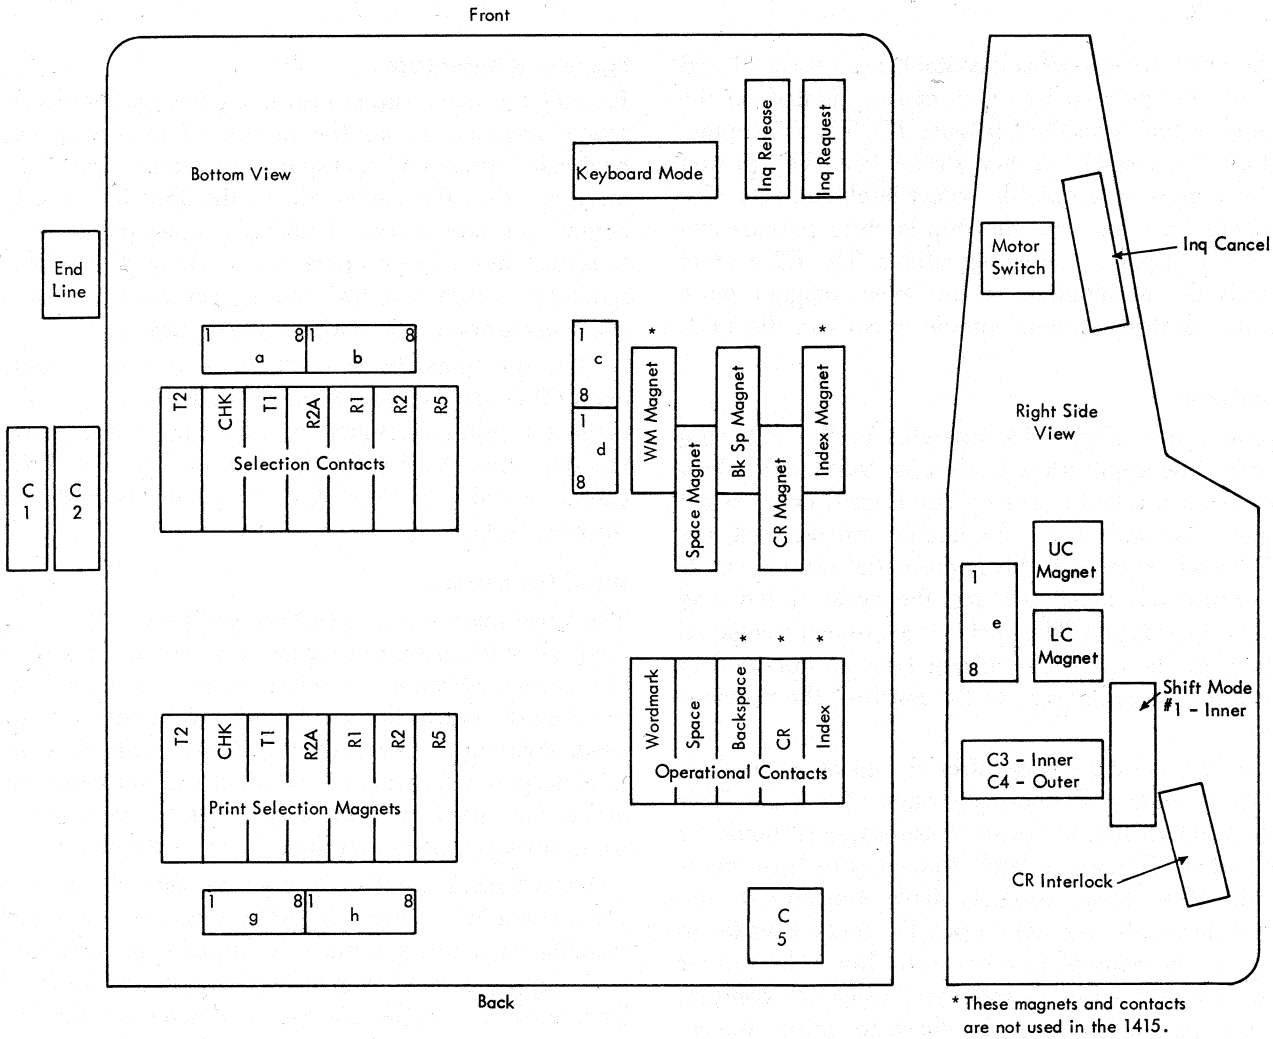 Front
Bottom View
Keyboard Mode
Inq Release
Inq Request
End
Line
1 8 1 8
a b
T2 CHK T1 R2A R1 R2 R5
Selection Contacts
C
1
C
2
1
c
8
1
d
8
*
*
WM Magnet
Space Magnet
Bk Sp Magnet
CR Magnet
Index Magnet
* * *
Wordmark Space Backspace CR Index
Operational Contacts
T2 CHK T1 R2A R1 R2 R5
Print Selection Magnets
1 8 1 8
g h
C
5
Back
Motor
Switch
Inq Cancel
Right Side
View
UC
Magnet
1
e
8
LC
Magnet
Shift Mode
#1 - Inner
C3 - Inner
C4 - Outer
CR Interlock
* These magnets and contacts
are not used in the 1415.